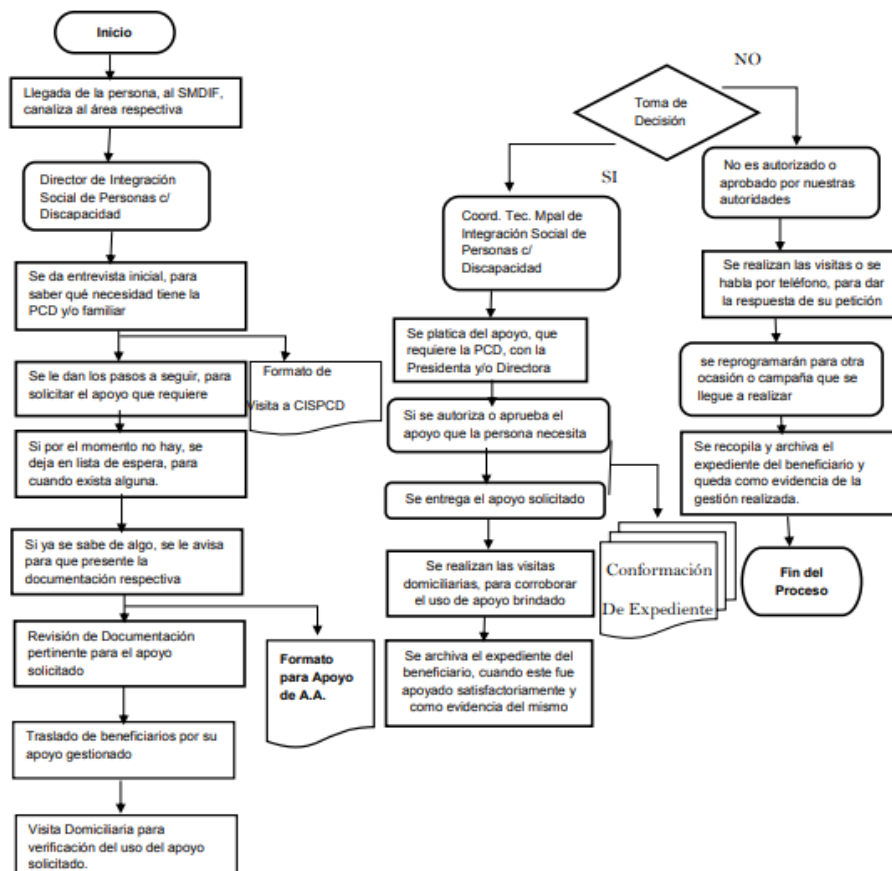 Inicio
Llegada de la persona, al SMDIF,
canaliza al área respectiva
Director de Integración
Social de Personas c/
Discapacidad
Se da entrevista inicial, para
saber qué necesidad tiene la
PCD y/o familiar
Formato de
Visita a CISPCD
Se le dan los pasos a seguir, para
solicitar el apoyo que requiere
Si por el momento no hay, se
deja en lista de espera, para
cuando exista alguna.
Si ya se sabe de algo, se le avisa
para que presente la
documentación respectiva
Revisión de Documentación
pertinente para el apoyo
solicitado
Formato
para Apoyo
de A.A.
Traslado de beneficiarios por su
apoyo gestionado
Visita Domiciliaria para
verificación del uso del apoyo
solicitado.
Toma de
Decisión
SI
Coord. Tec. Mpal de
Integración Social de
Personas c/
Discapacidad
Se platica del apoyo, que
requiere la PCD, con la
Presidenta y/o Directora
Si se autoriza o aprueba el
apoyo que la persona necesita
Se entrega el apoyo solicitado
Conformación
De Expediente
Se realizan las visitas
domiciliarias, para corroborar
el uso de apoyo brindado
Se archiva el expediente del
beneficiario, cuando este fue
apoyado satisfactoriamente y
como evidencia del mismo
NO
No es autorizado o
aprobado por nuestras
autoridades
Se realizan las visitas o se
habla por teléfono, para dar
la respuesta de su petición
se reprogramarán para otra
ocasión o campaña que se
llegue a realizar
Se recopila y archiva el
expediente del beneficiario y
queda como evidencia de la
gestión realizada.
Fin del
Proceso